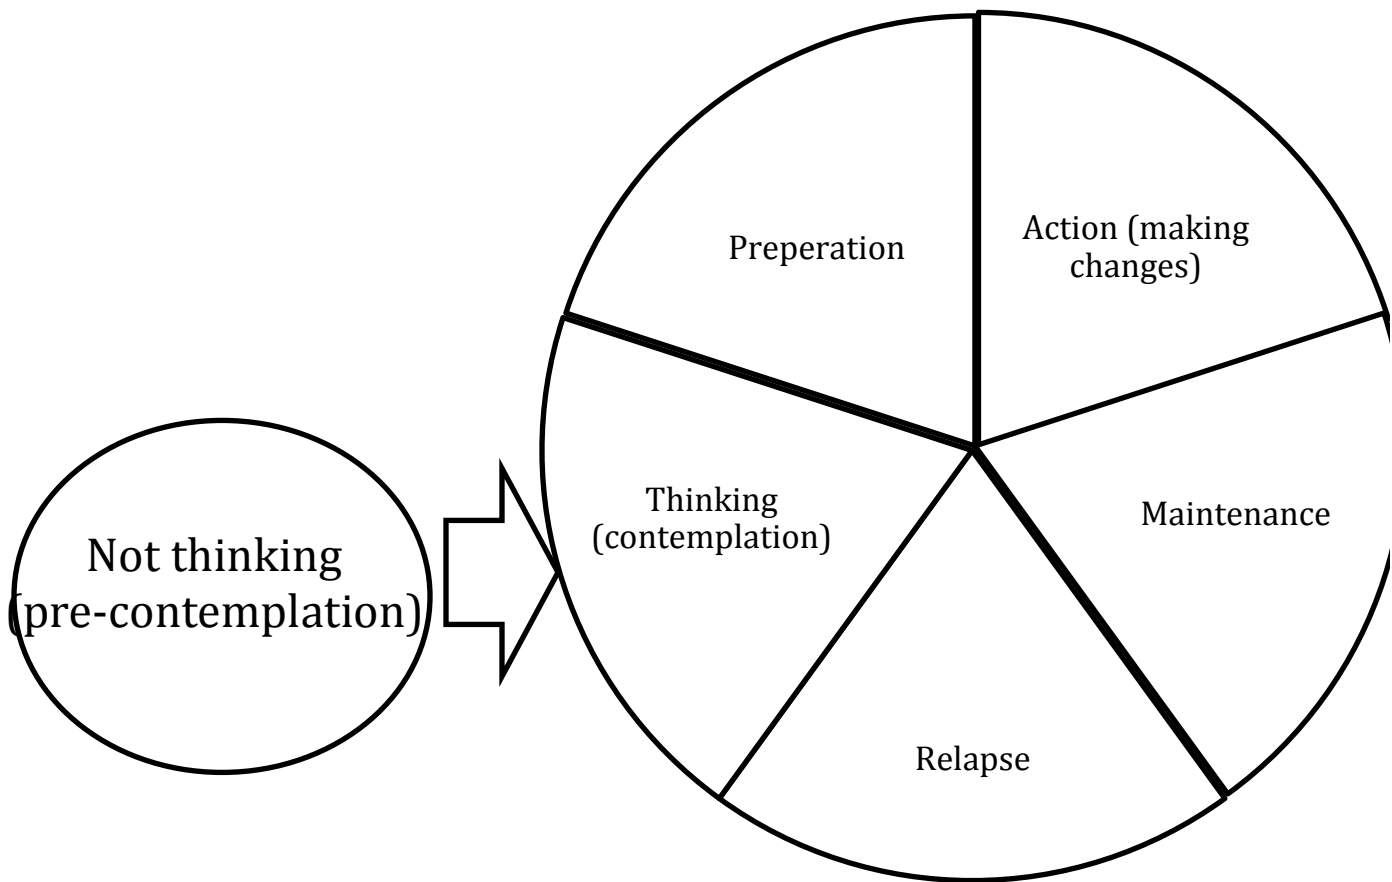 Preperation
Action (making
changes)
Thinking
(contemplation)
Maintenance
Not thinking
(pre-contemplation)
Relapse